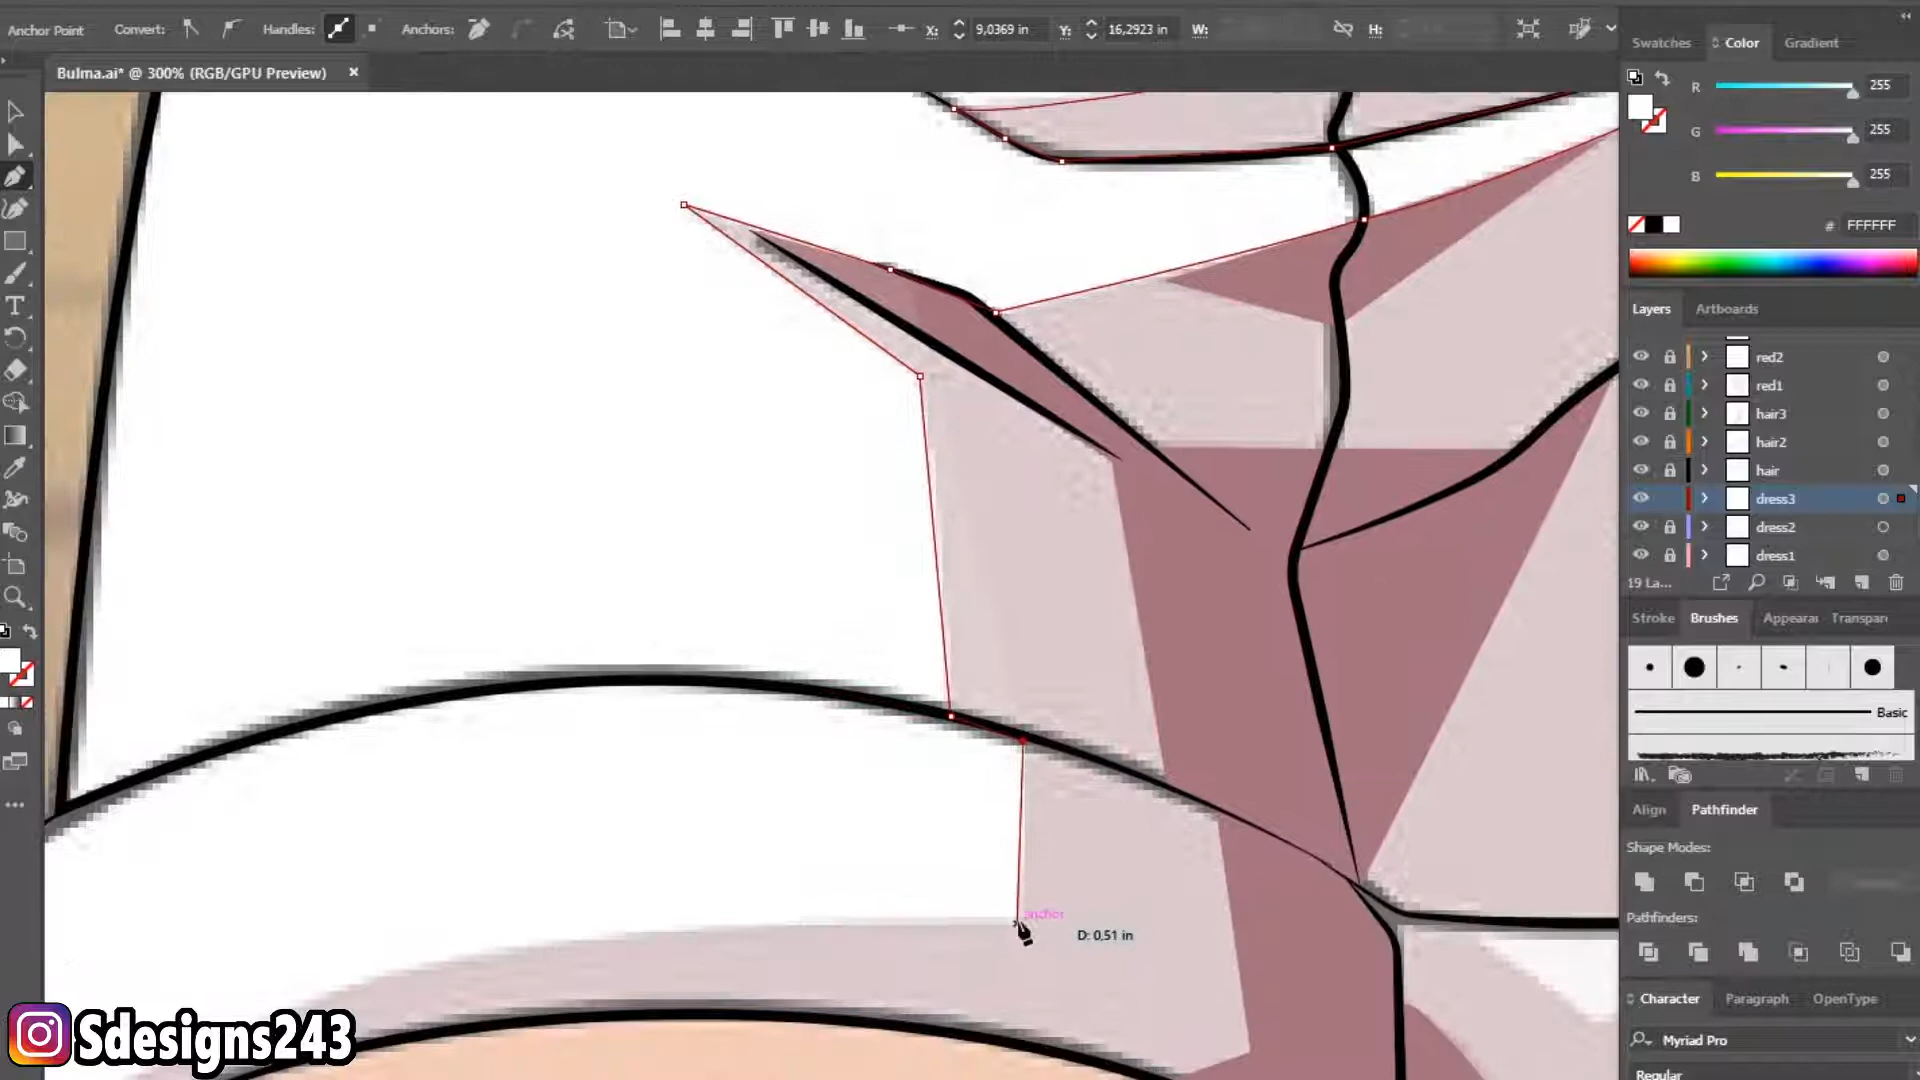 Anchor Point Convert: Handles: Anchors: X: 9,0369 in Y: 16,2923 in W: H:
Bulma.ai* @ 300% (RGB/GPU Preview) ×
Swatches Color Gradient
R 255
G 255
B 255
# FFFFFF
Layers Artboards
red2
red1
hair3
hair2
hair
dress3
dress2
dress1
19 La...
Stroke Brushes Appearar Transpar
Basic
Align Pathfinder
Shape Modes:
Pathfinders:
Character Paragraph OpenType
Myriad Pro
Regular
anchor
D: 0,51 in
Sdesigns243